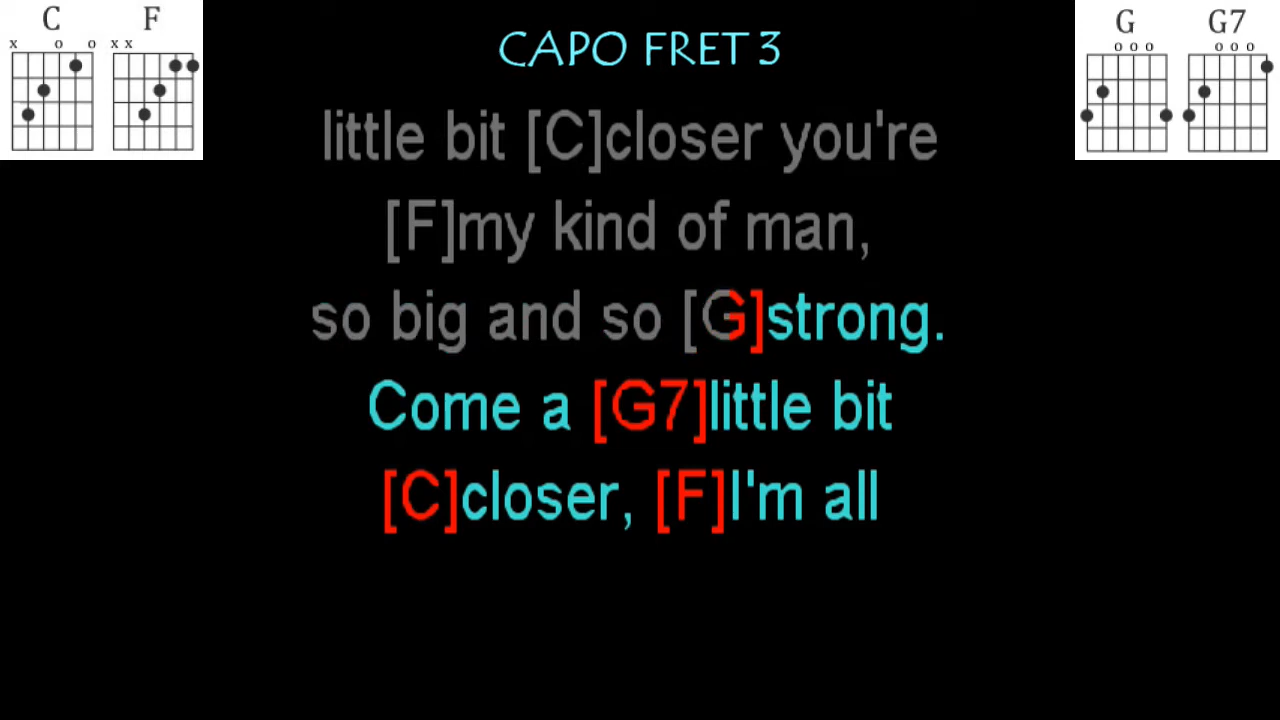 C F
x o o x x
CAPO FRET 3
G G7
o o o o o o
little bit [C]closer you're
[F]my kind of man,
so big and so [G]strong.
Come a [G7]little bit
[C]closer, [F]I'm all